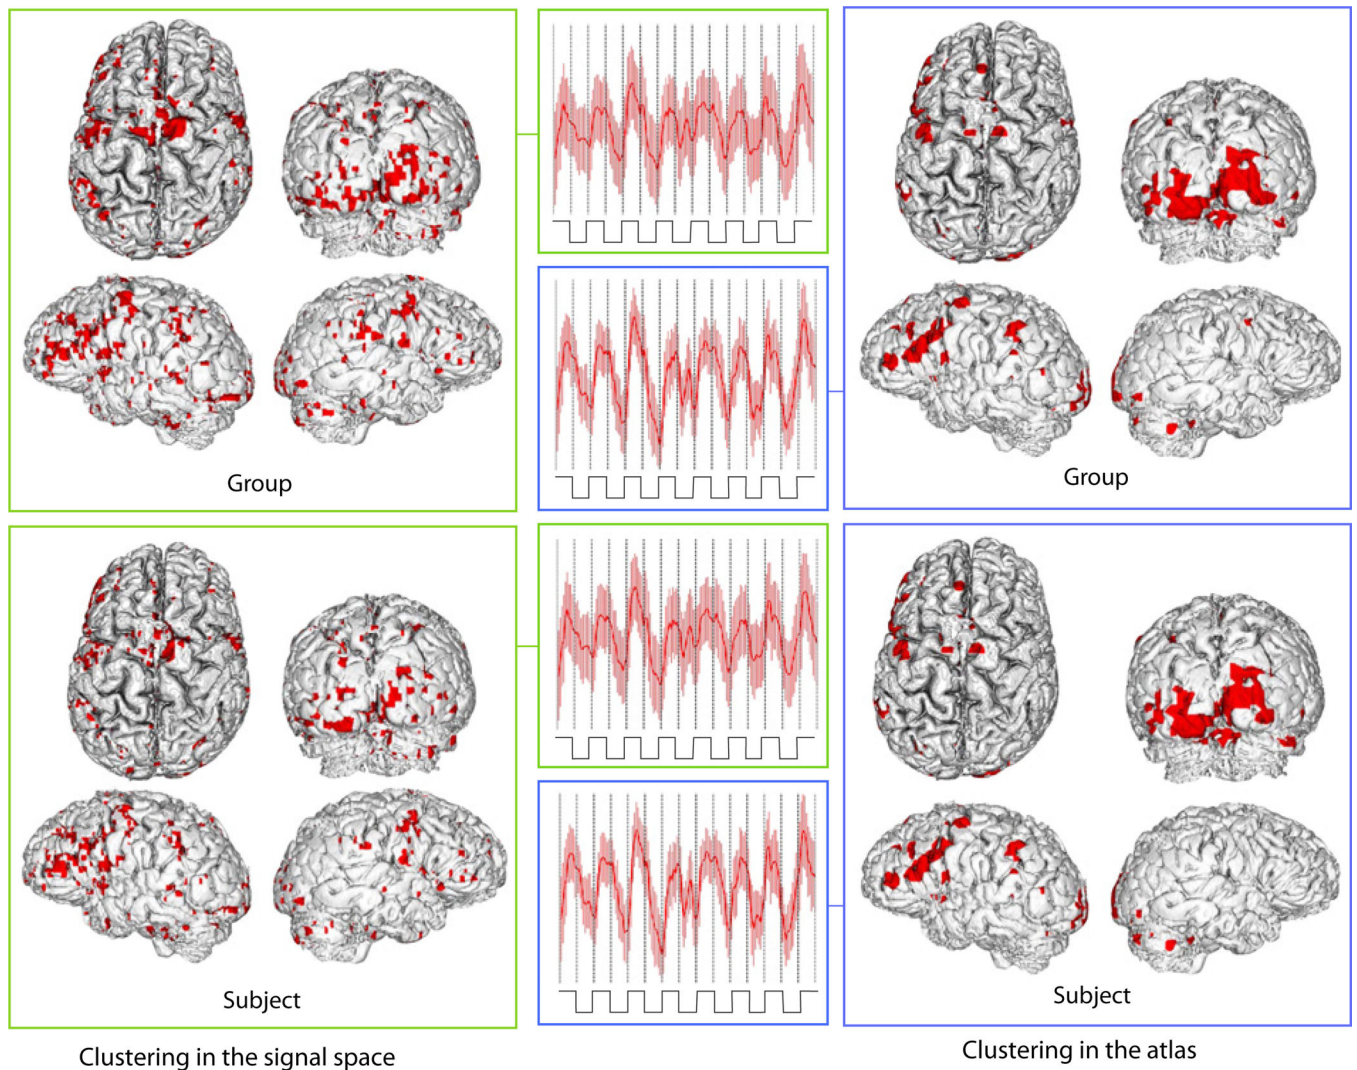 Group
Group
Subject
Subject
Clustering in the signal space
Clustering in the atlas